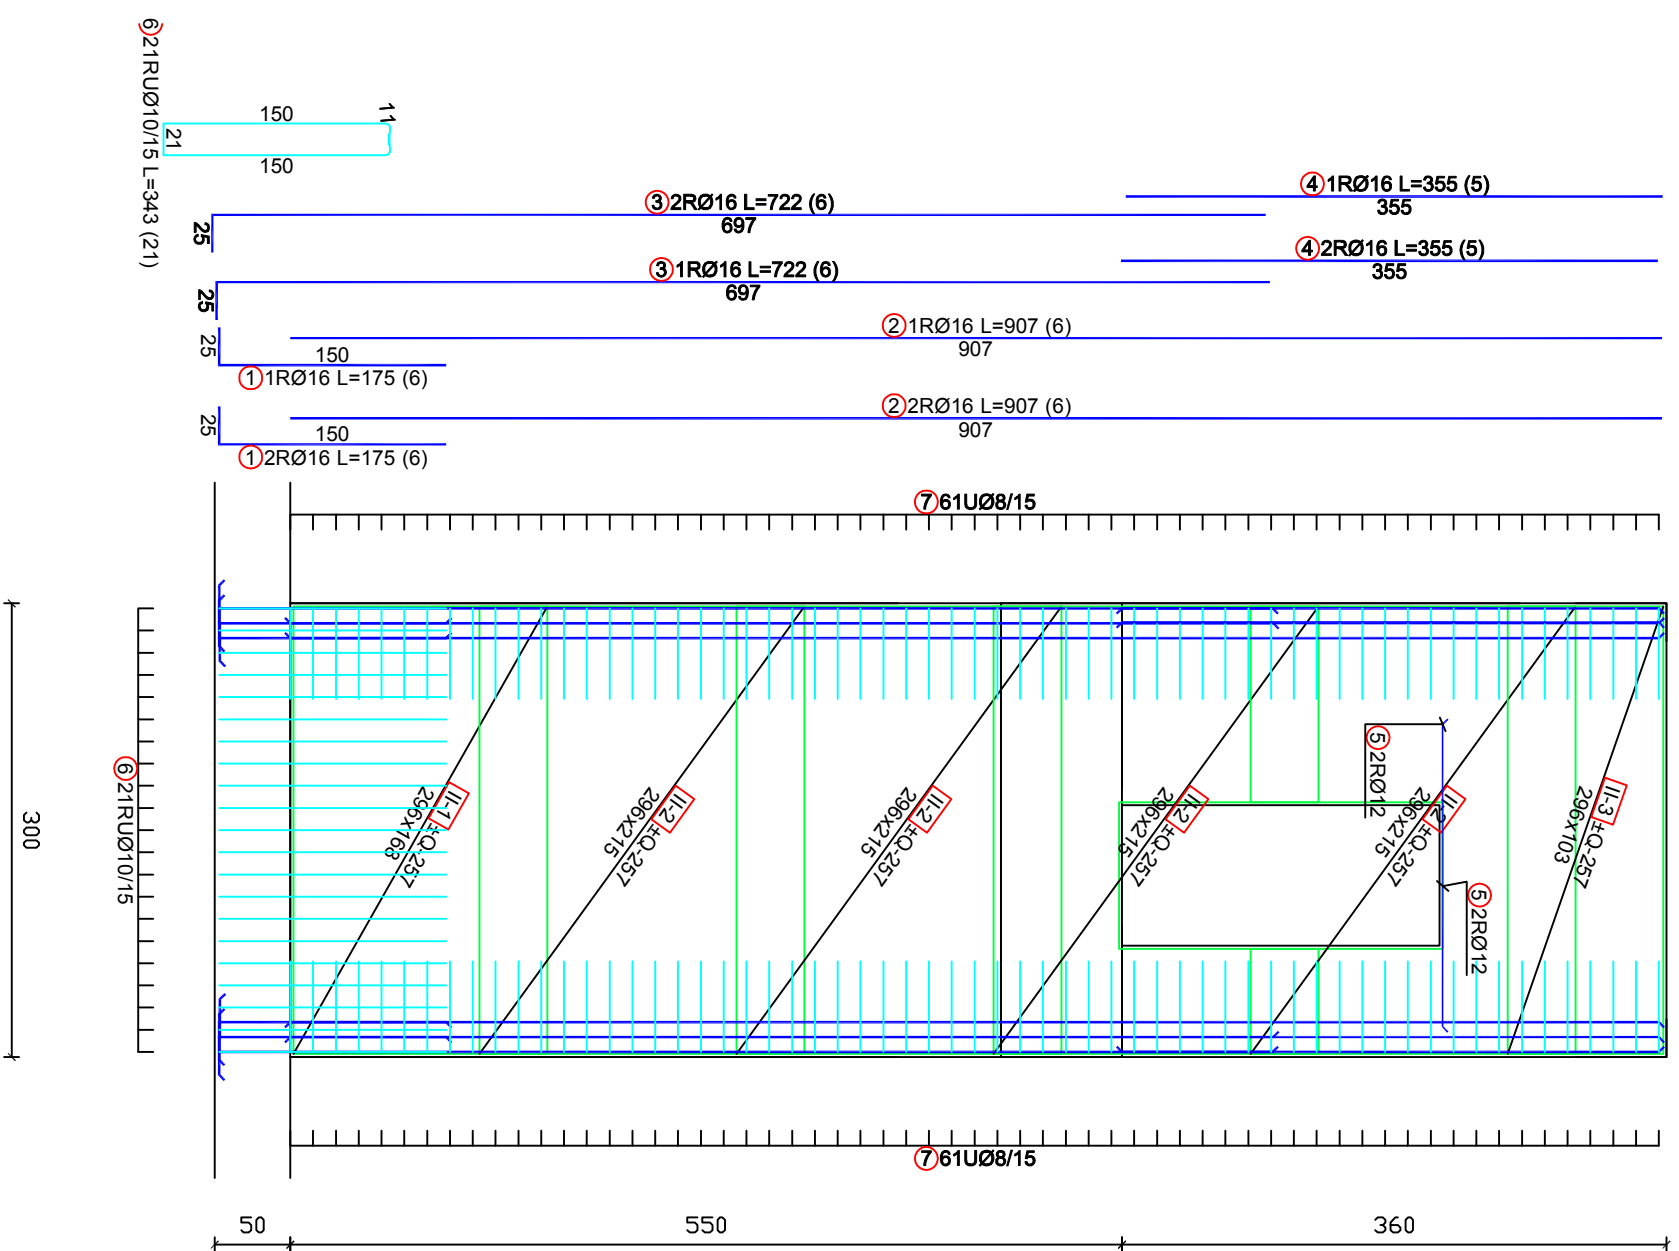 6 21RUØ10/15 L=343 (21)
150
11
21
150
4 1RØ16 L=355 (5)
355
3 2RØ16 L=722 (6)
697
25
4 2RØ16 L=355 (5)
355
3 1RØ16 L=722 (6)
697
25
2 1RØ16 L=907 (6)
907
25
150
1 1RØ16 L=175 (6)
2 2RØ16 L=907 (6)
907
25
150
1 2RØ16 L=175 (6)
7 61UØ8/15
5 2RØ12
5 2RØ12
II-1 ±Q-257
296x168
II-2 ±Q-257
296x215
II-2 ±Q-257
296x215
II-2 ±Q-257
296x215
II-2 ±Q-257
296x215
II-3 ±Q-257
296x103
6 21RUØ10/15
300
7 61UØ8/15
50
550
360